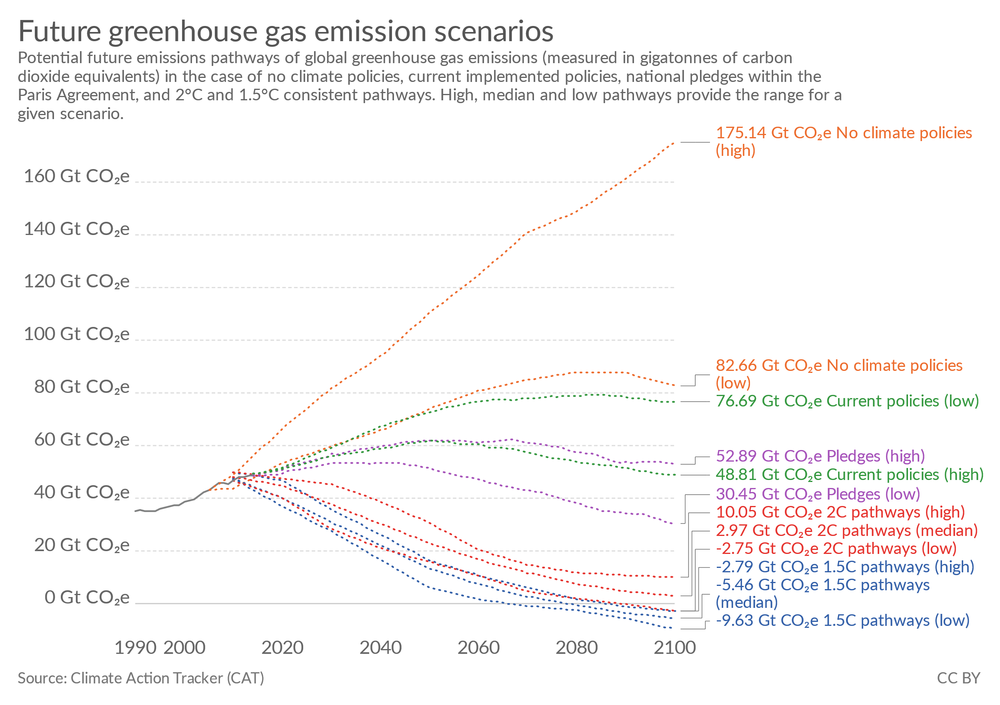 Future greenhouse gas emission scenarios
Potential future emissions pathways of global greenhouse gas emissions (measured in gigatonnes of carbon
dioxide equivalents) in the case of no climate policies, current implemented policies, national pledges within the
Paris Agreement, and 2°C and 1.5°C consistent pathways. High, median and low pathways provide the range for a
given scenario.
175.14 Gt CO₂e No climate policies
(high)
160 Gt CO₂e
140 Gt CO₂e
120 Gt CO₂e
100 Gt CO₂e
82.66 Gt CO₂e No climate policies
(low)
80 Gt CO₂e
76.69 Gt CO₂e Current policies (low)
60 Gt CO₂e
52.89 Gt CO₂e Pledges (high)
48.81 Gt CO₂e Current policies (high)
40 Gt CO₂e
30.45 Gt CO₂e Pledges (low)
10.05 Gt CO₂e 2C pathways (high)
2.97 Gt CO₂e 2C pathways (median)
20 Gt CO₂e
-2.75 Gt CO₂e 2C pathways (low)
-2.79 Gt CO₂e 1.5C pathways (high)
-5.46 Gt CO₂e 1.5C pathways
(median)
0 Gt CO₂e
-9.63 Gt CO₂e 1.5C pathways (low)
1990 2000 2020 2040 2060 2080 2100
Source: Climate Action Tracker (CAT)
CC BY